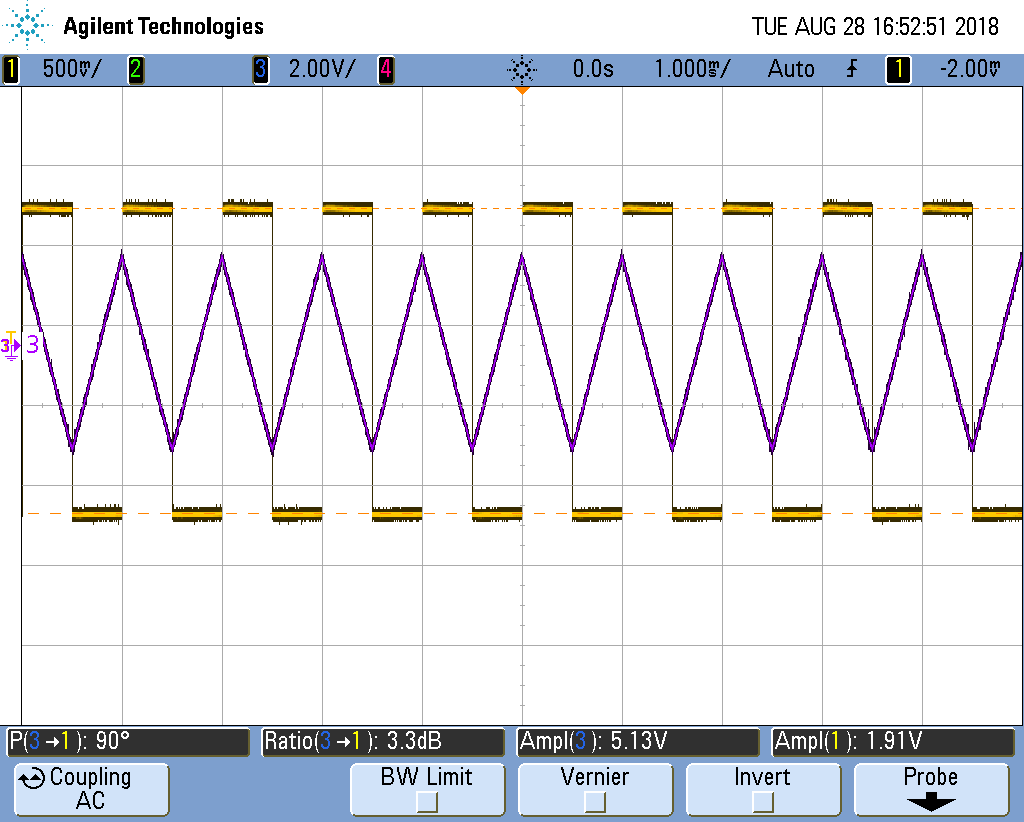 Agilent Technologies
TUE AUG 28 16:52:51 2018
1 500mV/ 2 3 2.00V/ 4 0.0s 1.000ms/ Auto 1 -2.00mV
3 3
P(3→1): 90° Ratio(3→1): 3.3dB Ampl(3): 5.13V Ampl(1): 1.91V
Coupling BW Limit Vernier Invert Probe
AC